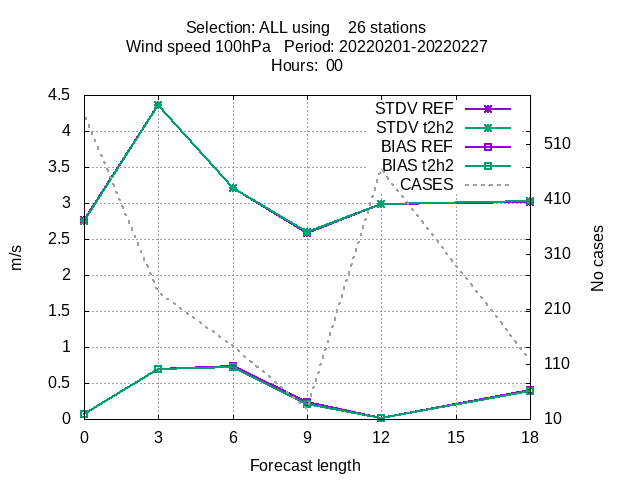 Selection: ALL using    26 stations
Wind speed 100hPa   Period: 20220201-20220227
Hours:  00
STDV REF
STDV t2h2
BIAS REF
BIAS t2h2
CASES
4.5
4
3.5
3
2.5
2
1.5
1
0.5
0
m/s
510
410
310
210
110
10
No cases
0 3 6 9 12 15 18
Forecast length